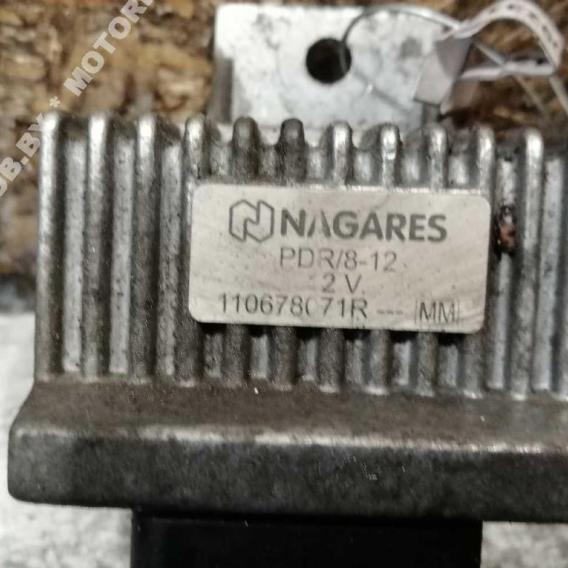 NAGARES
PDR/8-12
2 V
110678071R --- MM